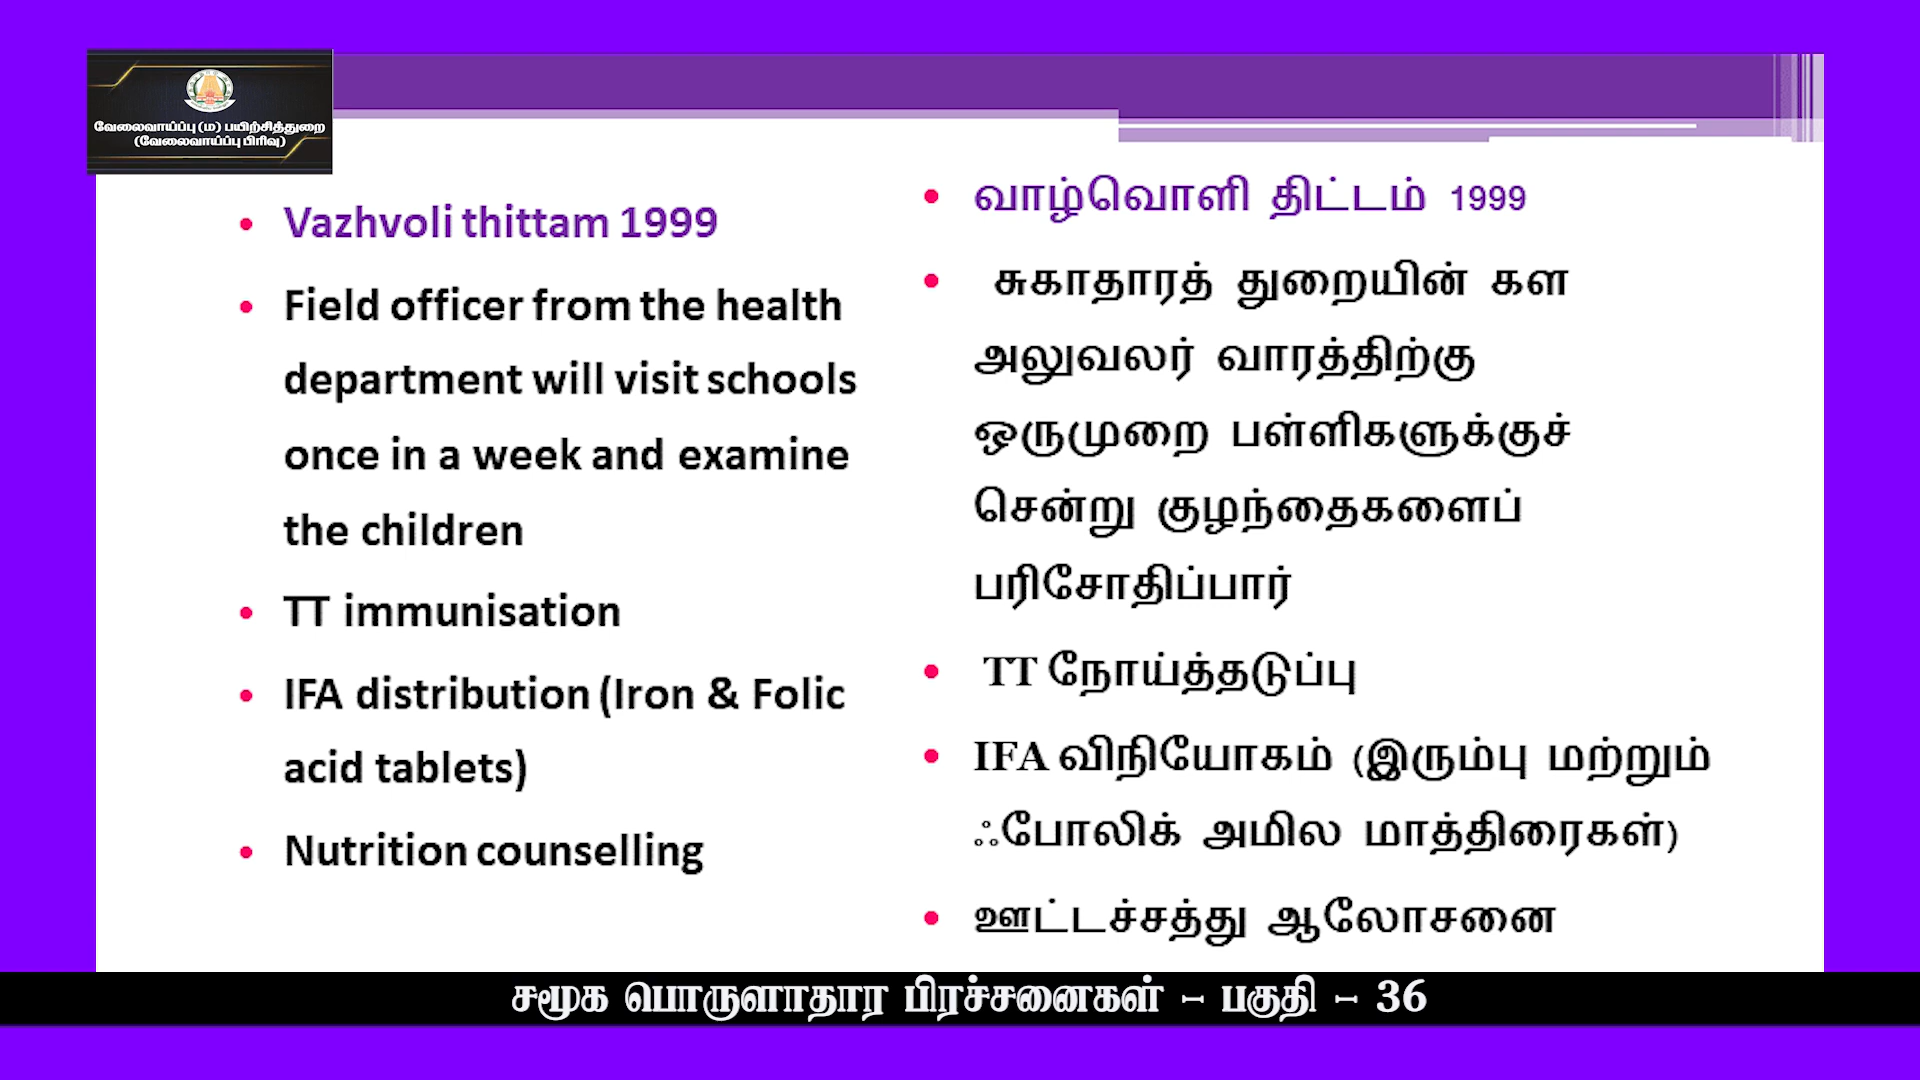 வேலைவாய்ப்பு (ம) பயிற்சித்துறை
(வேலைவாய்ப்பு பிரிவு)
Vazhvoli thittam 1999
Field officer from the health
department will visit schools
once in a week and examine
the children
TT immunisation
IFA distribution (Iron & Folic
acid tablets)
Nutrition counselling
வாழ்வொளி திட்டம் 1999
சுகாதாரத் துறையின் கள
அலுவலர் வாரத்திற்கு
ஒருமுறை பள்ளிகளுக்குச்
சென்று குழந்தைகளைப்
பரிசோதிப்பார்
TT நோய்த்தடுப்பு
IFA விநியோகம் (இரும்பு மற்றும்
ஃபோலிக் அமில மாத்திரைகள்)
ஊட்டச்சத்து ஆலோசனை
சமூக பொருளாதார பிரச்சனைகள் - பகுதி - 36